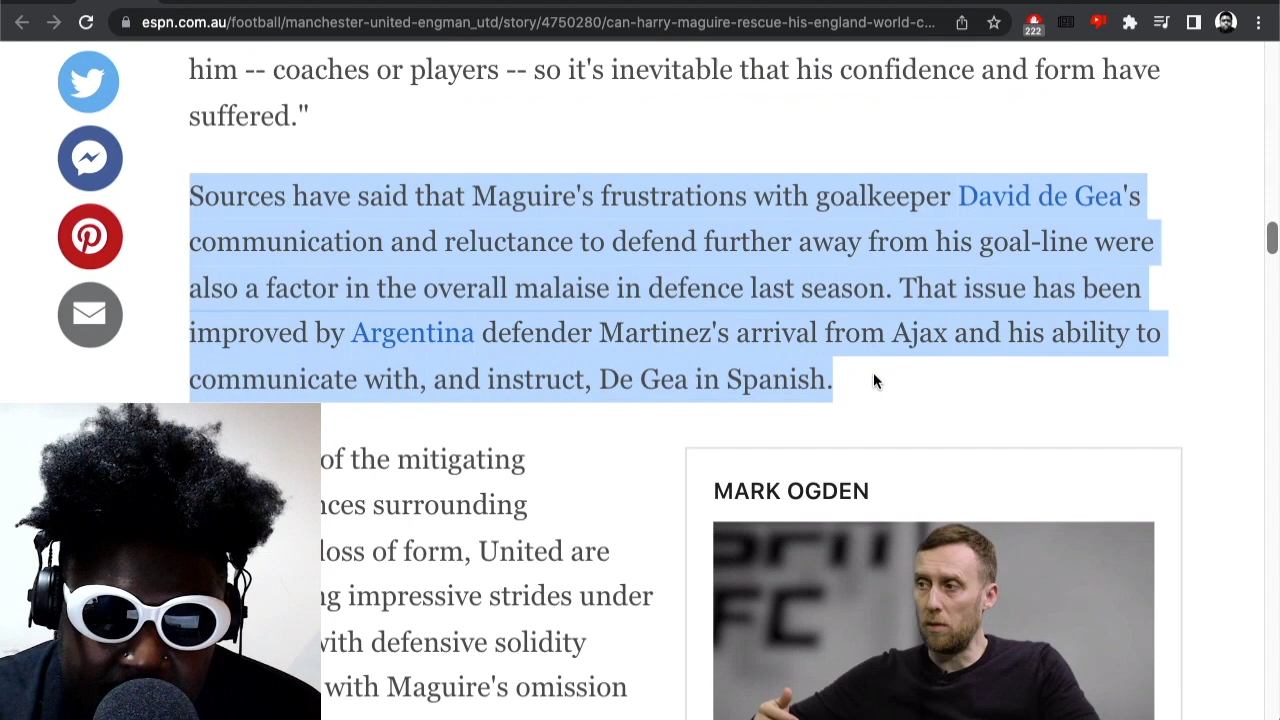 espn.com.au/football/manchester-united-engman_utd/story/4750280/can-harry-maguire-rescue-his-england-world-c...
222
him -- coaches or players -- so it's inevitable that his confidence and form have
suffered."
Sources have said that Maguire's frustrations with goalkeeper David de Gea's
communication and reluctance to defend further away from his goal-line were
also a factor in the overall malaise in defence last season. That issue has been
improved by Argentina defender Martinez's arrival from Ajax and his ability to
communicate with, and instruct, De Gea in Spanish.
of the mitigating
surrounding
loss of form, United are
impressive strides under
with defensive solidity
with Maguire's omission
MARK OGDEN
ESPN
FC